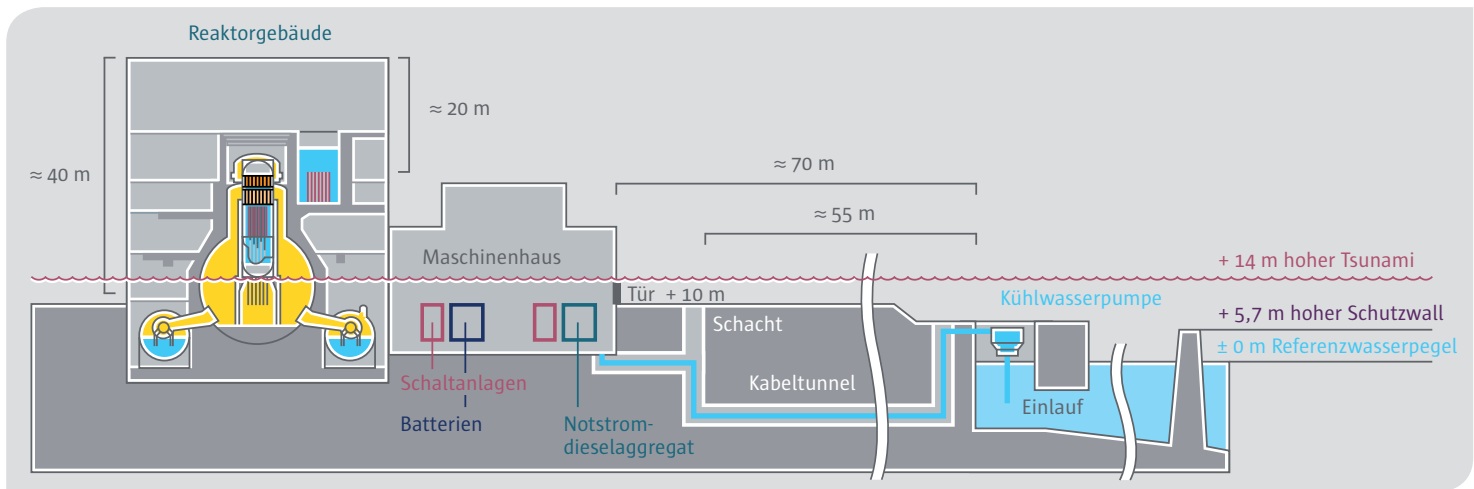 Reaktorgebäude
≈ 20 m
≈ 40 m
≈ 70 m
≈ 55 m
Maschinenhaus
+ 14 m hoher Tsunami
Tür + 10 m
Kühlwasserpumpe
+ 5,7 m hoher Schutzwall
Schacht
± 0 m Referenzwasserpegel
Schaltanlagen
Kabeltunnel
Einlauf
Batterien
Notstrom-
dieselaggregat